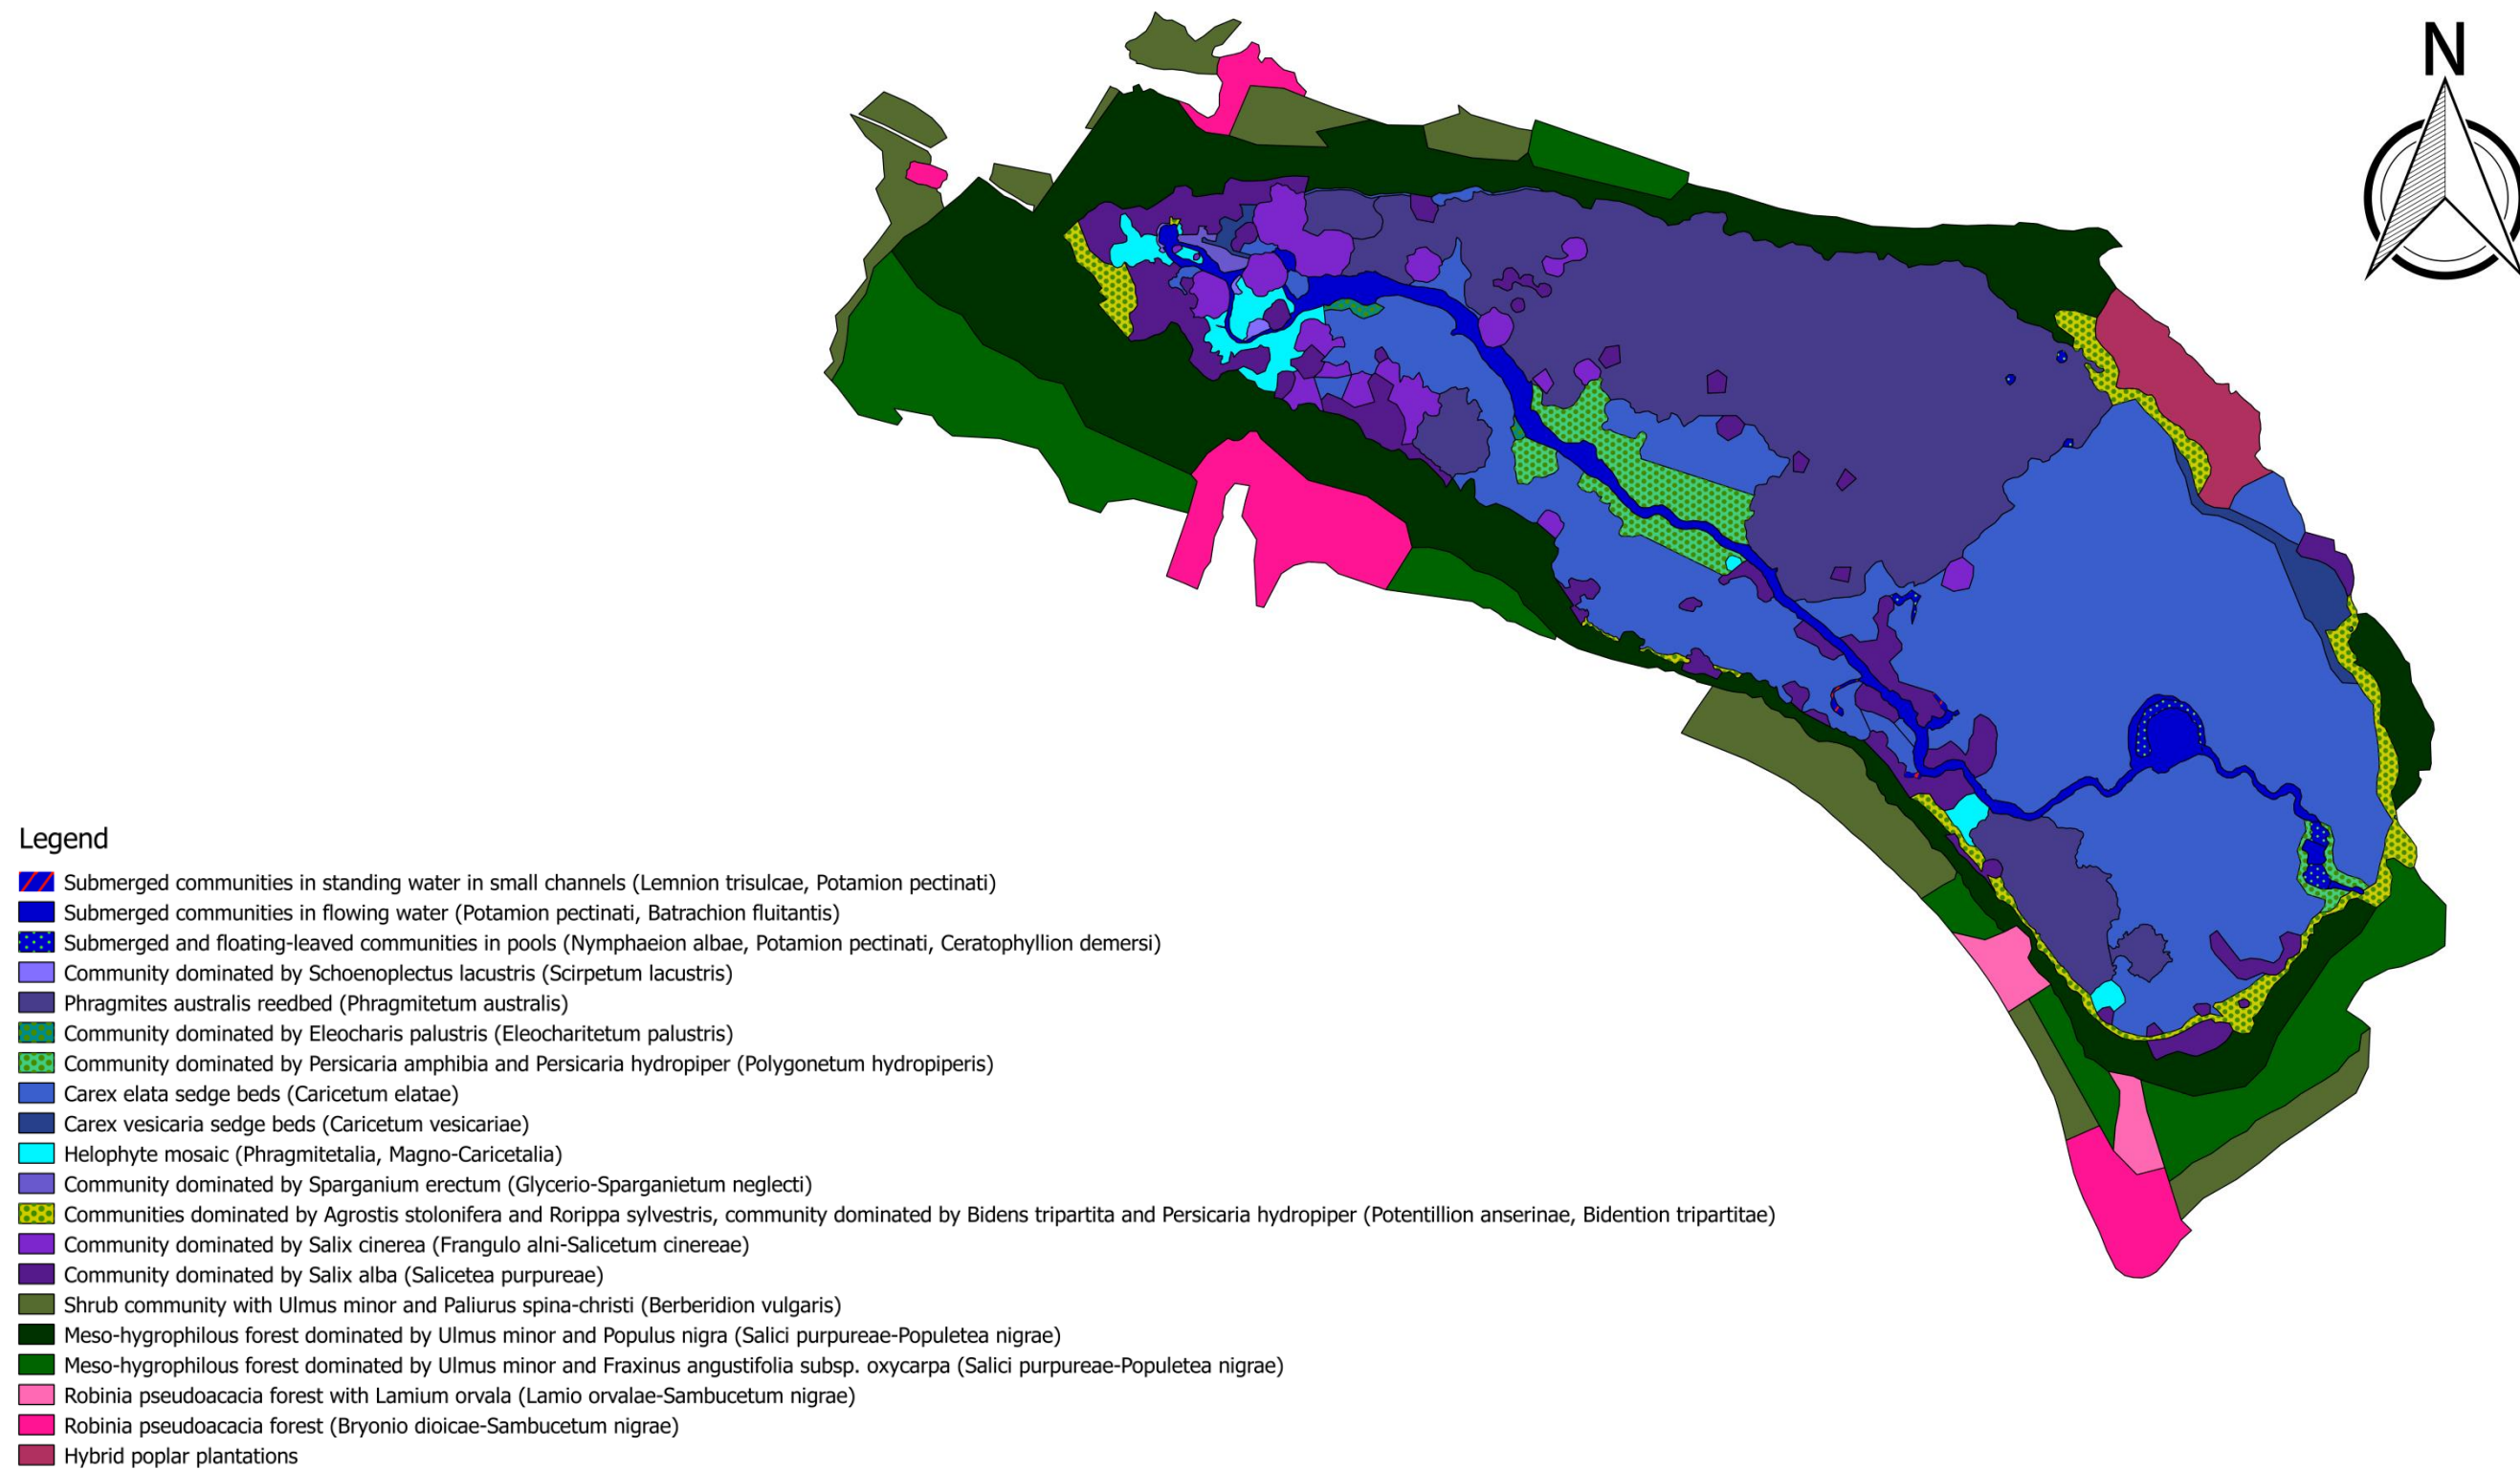 N
Legend
Submerged communities in standing water in small channels (Lemnion trisulcae, Potamion pectinati)
Submerged communities in flowing water (Potamion pectinati, Batrachion fluitantis)
Submerged and floating-leaved communities in pools (Nymphaeion albae, Potamion pectinati, Ceratophyllion demersi)
Community dominated by Schoenoplectus lacustris (Scirpetum lacustris)
Phragmites australis reedbed (Phragmitetum australis)
Community dominated by Eleocharis palustris (Eleocharitetum palustris)
Community dominated by Persicaria amphibia and Persicaria hydropiper (Polygonetum hydropiperis)
Carex elata sedge beds (Caricetum elatae)
Carex vesicaria sedge beds (Caricetum vesicariae)
Helophyte mosaic (Phragmitetalia, Magno-Caricetalia)
Community dominated by Sparganium erectum (Glycerio-Sparganietum neglecti)
Communities dominated by Agrostis stolonifera and Rorippa sylvestris, community dominated by Bidens tripartita and Persicaria hydropiper (Potentillion anserinae, Bidention tripartitae)
Community dominated by Salix cinerea (Frangulo alni-Salicetum cinereae)
Community dominated by Salix alba (Salicetea purpureae)
Shrub community with Ulmus minor and Paliurus spina-christi (Berberidion vulgaris)
Meso-hygrophilous forest dominated by Ulmus minor and Populus nigra (Salici purpureae-Populetea nigrae)
Meso-hygrophilous forest dominated by Ulmus minor and Fraxinus angustifolia subsp. oxycarpa (Salici purpureae-Populetea nigrae)
Robinia pseudoacacia forest with Lamium orvala (Lamio orvalae-Sambucetum nigrae)
Robinia pseudoacacia forest (Bryonio dioicae-Sambucetum nigrae)
Hybrid poplar plantations